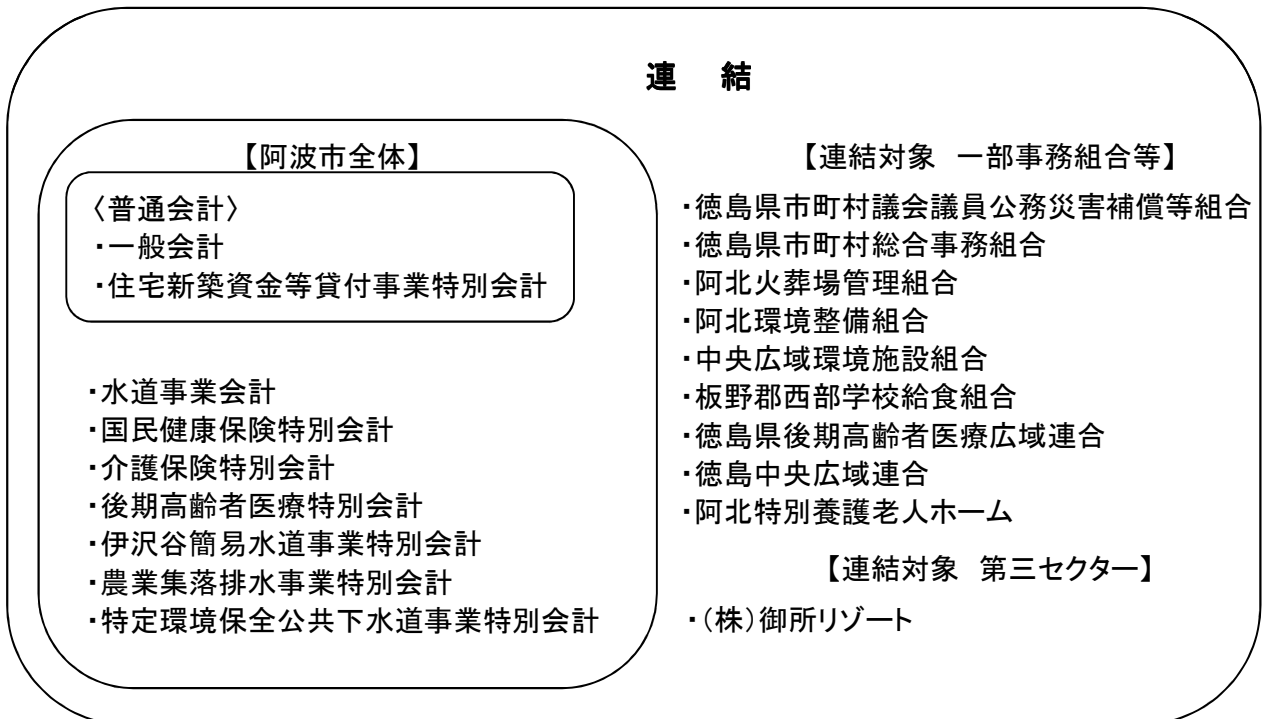 連　結
【阿波市全体】
〈普通会計〉
・一般会計
・住宅新築資金等貸付事業特別会計
・水道事業会計
・国民健康保険特別会計
・介護保険特別会計
・後期高齢者医療特別会計
・伊沢谷簡易水道事業特別会計
・農業集落排水事業特別会計
・特定環境保全公共下水道事業特別会計
【連結対象　一部事務組合等】
・徳島県市町村議会議員公務災害補償等組合
・徳島県市町村総合事務組合
・阿北火葬場管理組合
・阿北環境整備組合
・中央広域環境施設組合
・板野郡西部学校給食組合
・徳島県後期高齢者医療広域連合
・徳島中央広域連合
・阿北特別養護老人ホーム
【連結対象　第三セクター】
・（株）御所リゾート